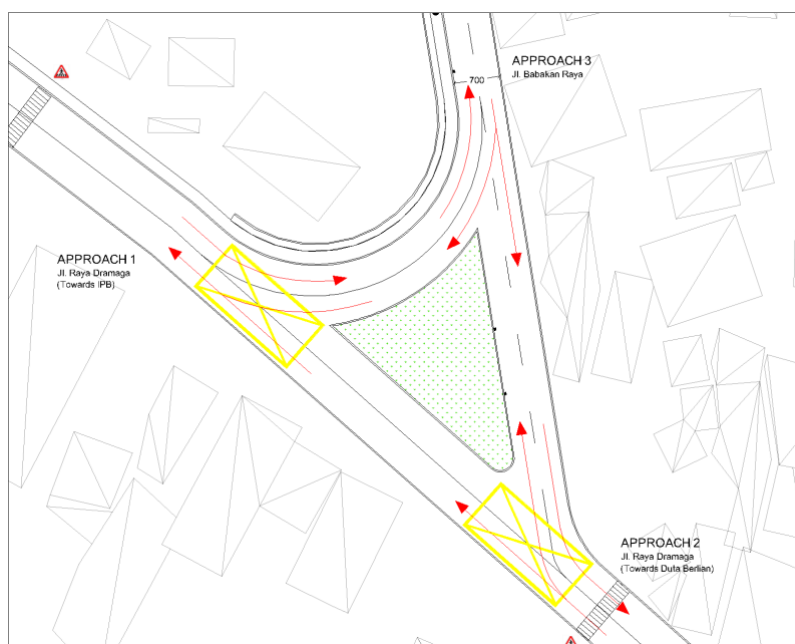 APPROACH 3
Jl. Babakan Raya
700
APPROACH 1
Jl. Raya Dramaga
(Towards IPB)
APPROACH 2
Jl. Raya Dramaga
(Towards Duta Berlian)